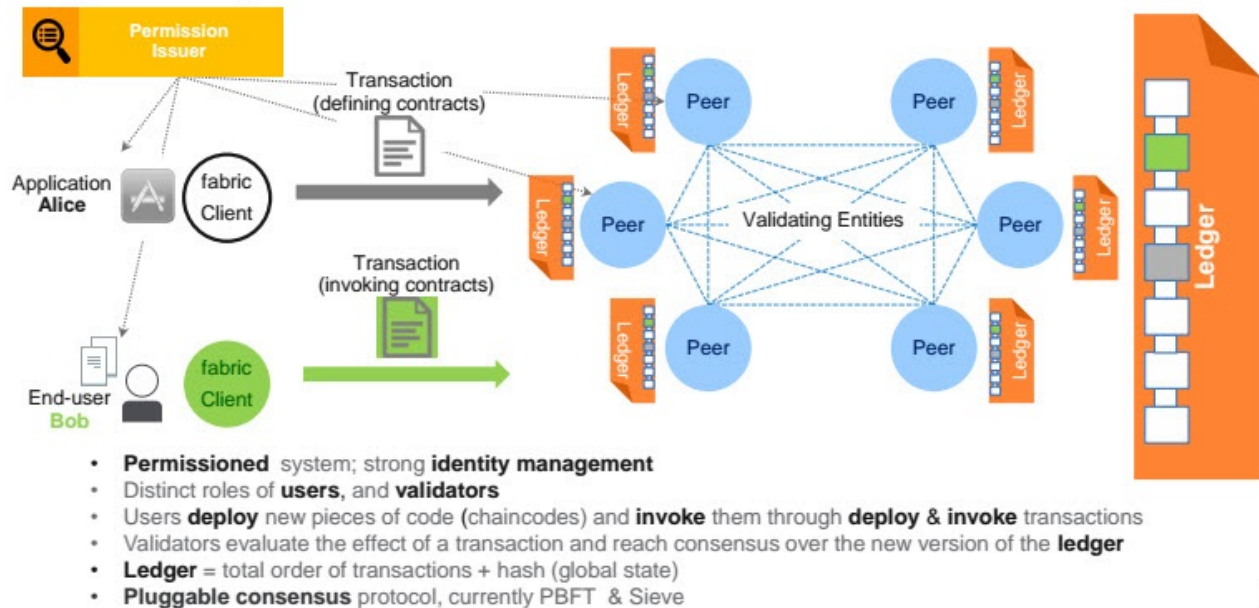 Permission
Issuer
Transaction
(defining contracts)
Application
Alice
fabric
Client
Transaction
(invoking contracts)
End-user
Bob
fabric
Client
Ledger
Peer
Peer
Ledger
Ledger
Peer
Validating Entities
Peer
Ledger
Ledger
Peer
Peer
Ledger
Ledger
• Permissioned system; strong identity management
• Distinct roles of users, and validators
• Users deploy new pieces of code (chaincodes) and invoke them through deploy & invoke transactions
• Validators evaluate the effect of a transaction and reach consensus over the new version of the ledger
• Ledger = total order of transactions + hash (global state)
• Pluggable consensus protocol, currently PBFT & Sieve